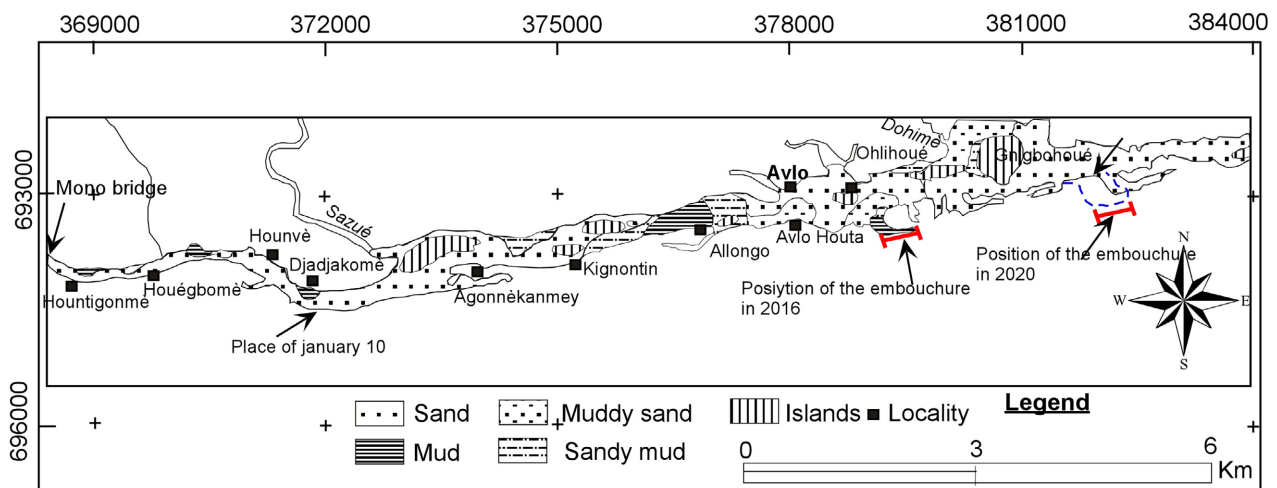 369000 372000 375000 378000 381000 384000
693000
696000
Mono bridge
Sazué
Hounvè
Djadjakomè
Hountigonmè
Houégbomè
Place of january 10
Agonnèkanmey
Kignontin
Allongo
Avlo
Avlo Houta
Dohimè
Ohlihoué
Gnigbohoué
Posiytion of the embouchure
in 2016
Position of the embouchure
in 2020
N
W E
S
Legend
Sand Muddy sand Islands Locality
Mud Sandy mud
0 3 6
Km